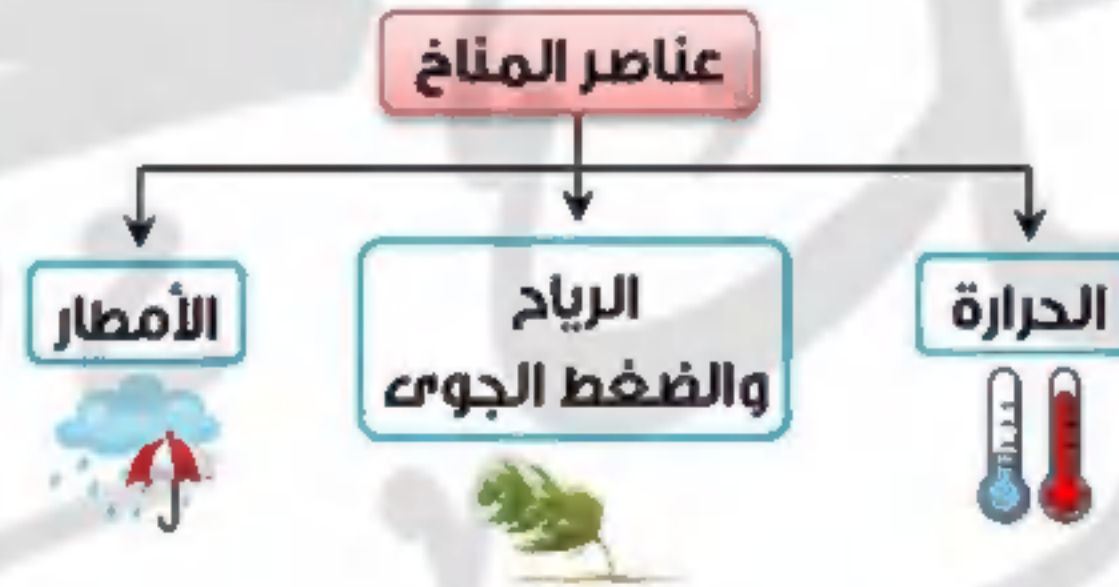 عناصر المناخ
الحرارة
الرياح
والضغط الجوى
الأمطار